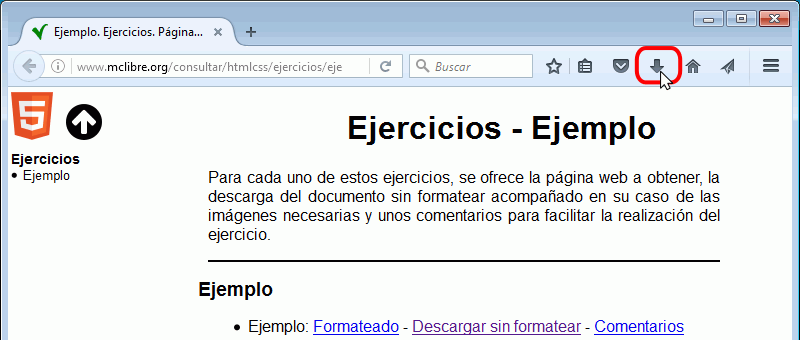 Ejemplo. Ejercicios. Página...
www.mclibre.org/consultar/htmlcss/ejercicios/eje
Buscar
5
Ejercicios
• Ejemplo
Ejercicios - Ejemplo
Para cada uno de estos ejercicios, se ofrece la página web a obtener, la
descarga del documento sin formatear acompañado en su caso de las
imágenes necesarias y unos comentarios para facilitar la realización del
ejercicio.
Ejemplo
• Ejemplo: Formateado - Descargar sin formatear - Comentarios